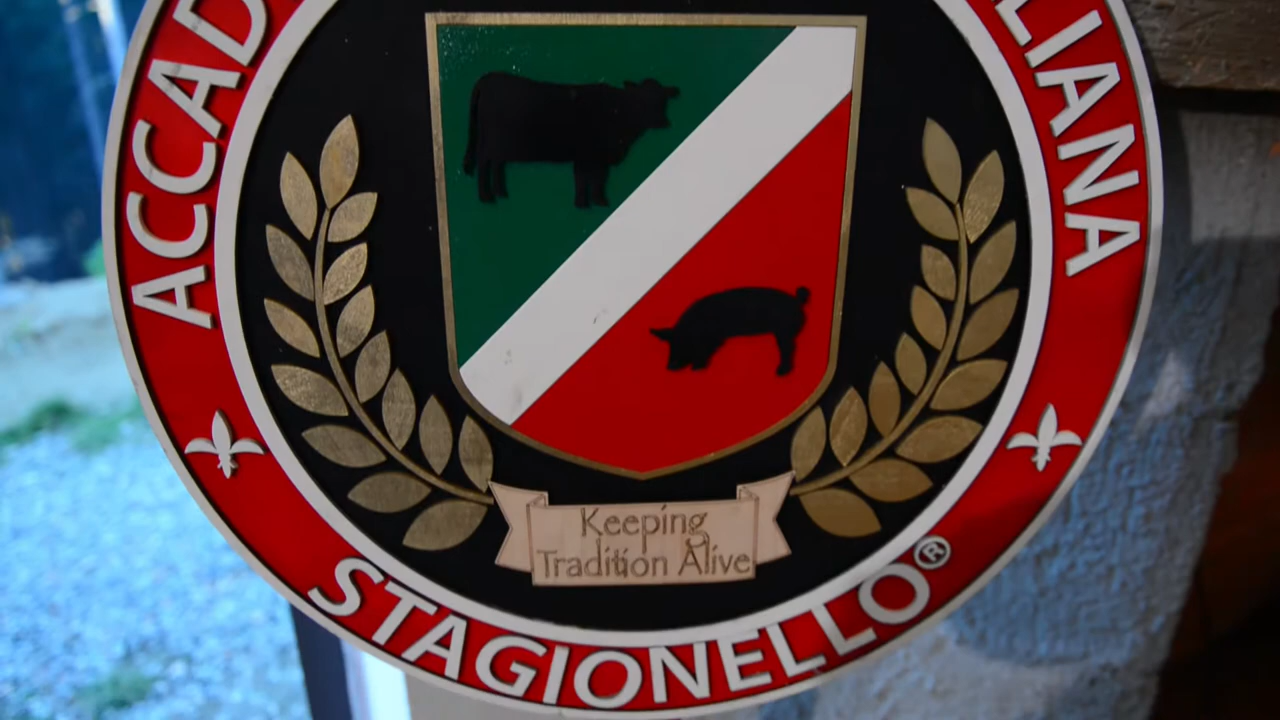 ACCAD
LIANA
Keeping
Tradition Alive
STAGIONELLO®